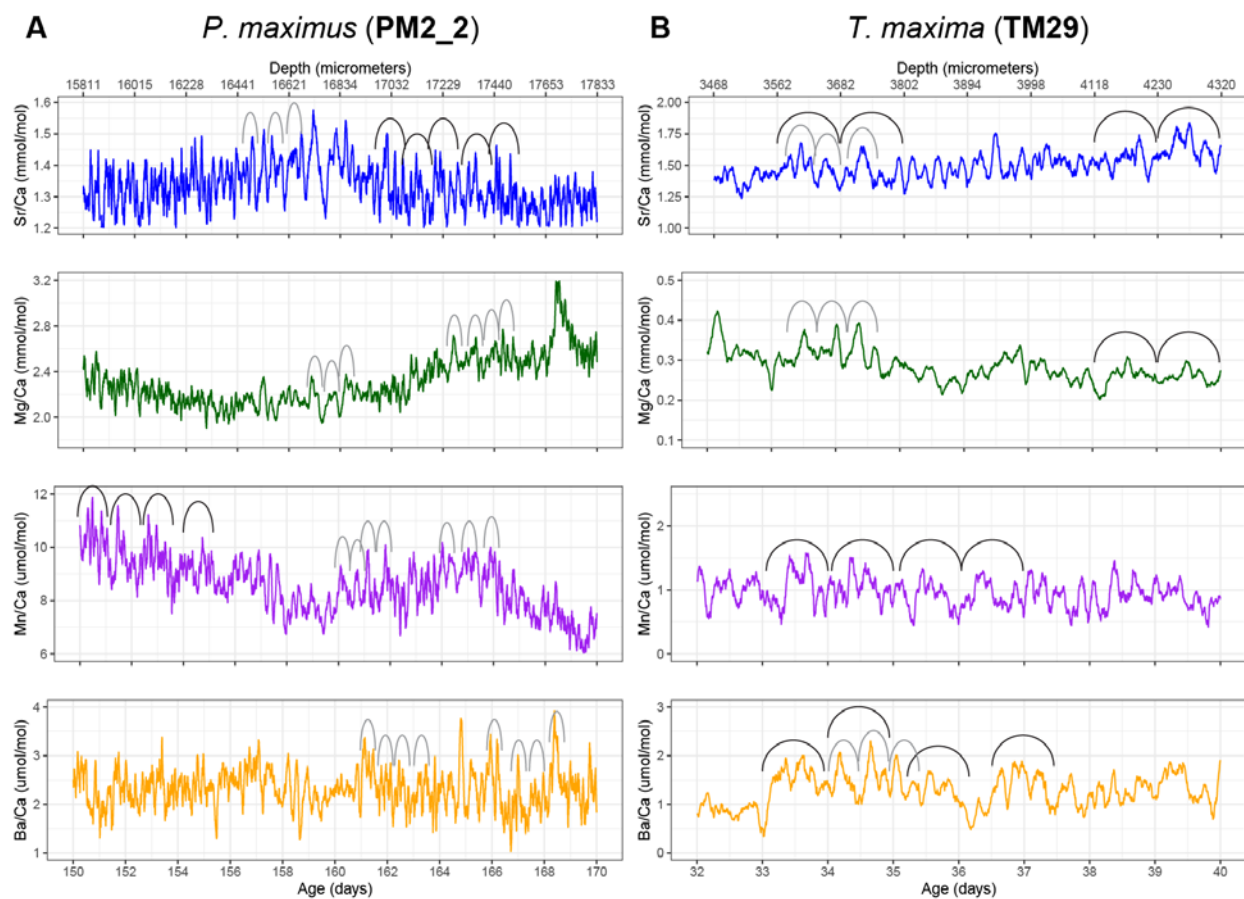 A P. maximus (PM2_2)
Depth (micrometers)
15811 16015 16228 16441 16621 16834 17032 17229 17440 17653 17833
Sr/Ca (mmol/mol)
1.6
1.5
1.4
1.3
1.2
Mg/Ca (mmol/mol)
3.2
2.8
2.4
2.0
Mn/Ca (umol/mol)
12
10
8
6
Ba/Ca (umol/mol)
4
3
2
1
150 152 154 156 158 160 162 164 166 168 170
Age (days)
B T. maxima (TM29)
Depth (micrometers)
3468 3562 3682 3802 3894 3998 4118 4230 4320
Sr/Ca (mmol/mol)
2.00
1.75
1.50
1.25
1.00
Mg/Ca (mmol/mol)
0.5
0.4
0.3
0.2
0.1
Mn/Ca (umol/mol)
2
1
0
Ba/Ca (umol/mol)
3
2
1
0
32 33 34 35 36 37 38 39 40
Age (days)